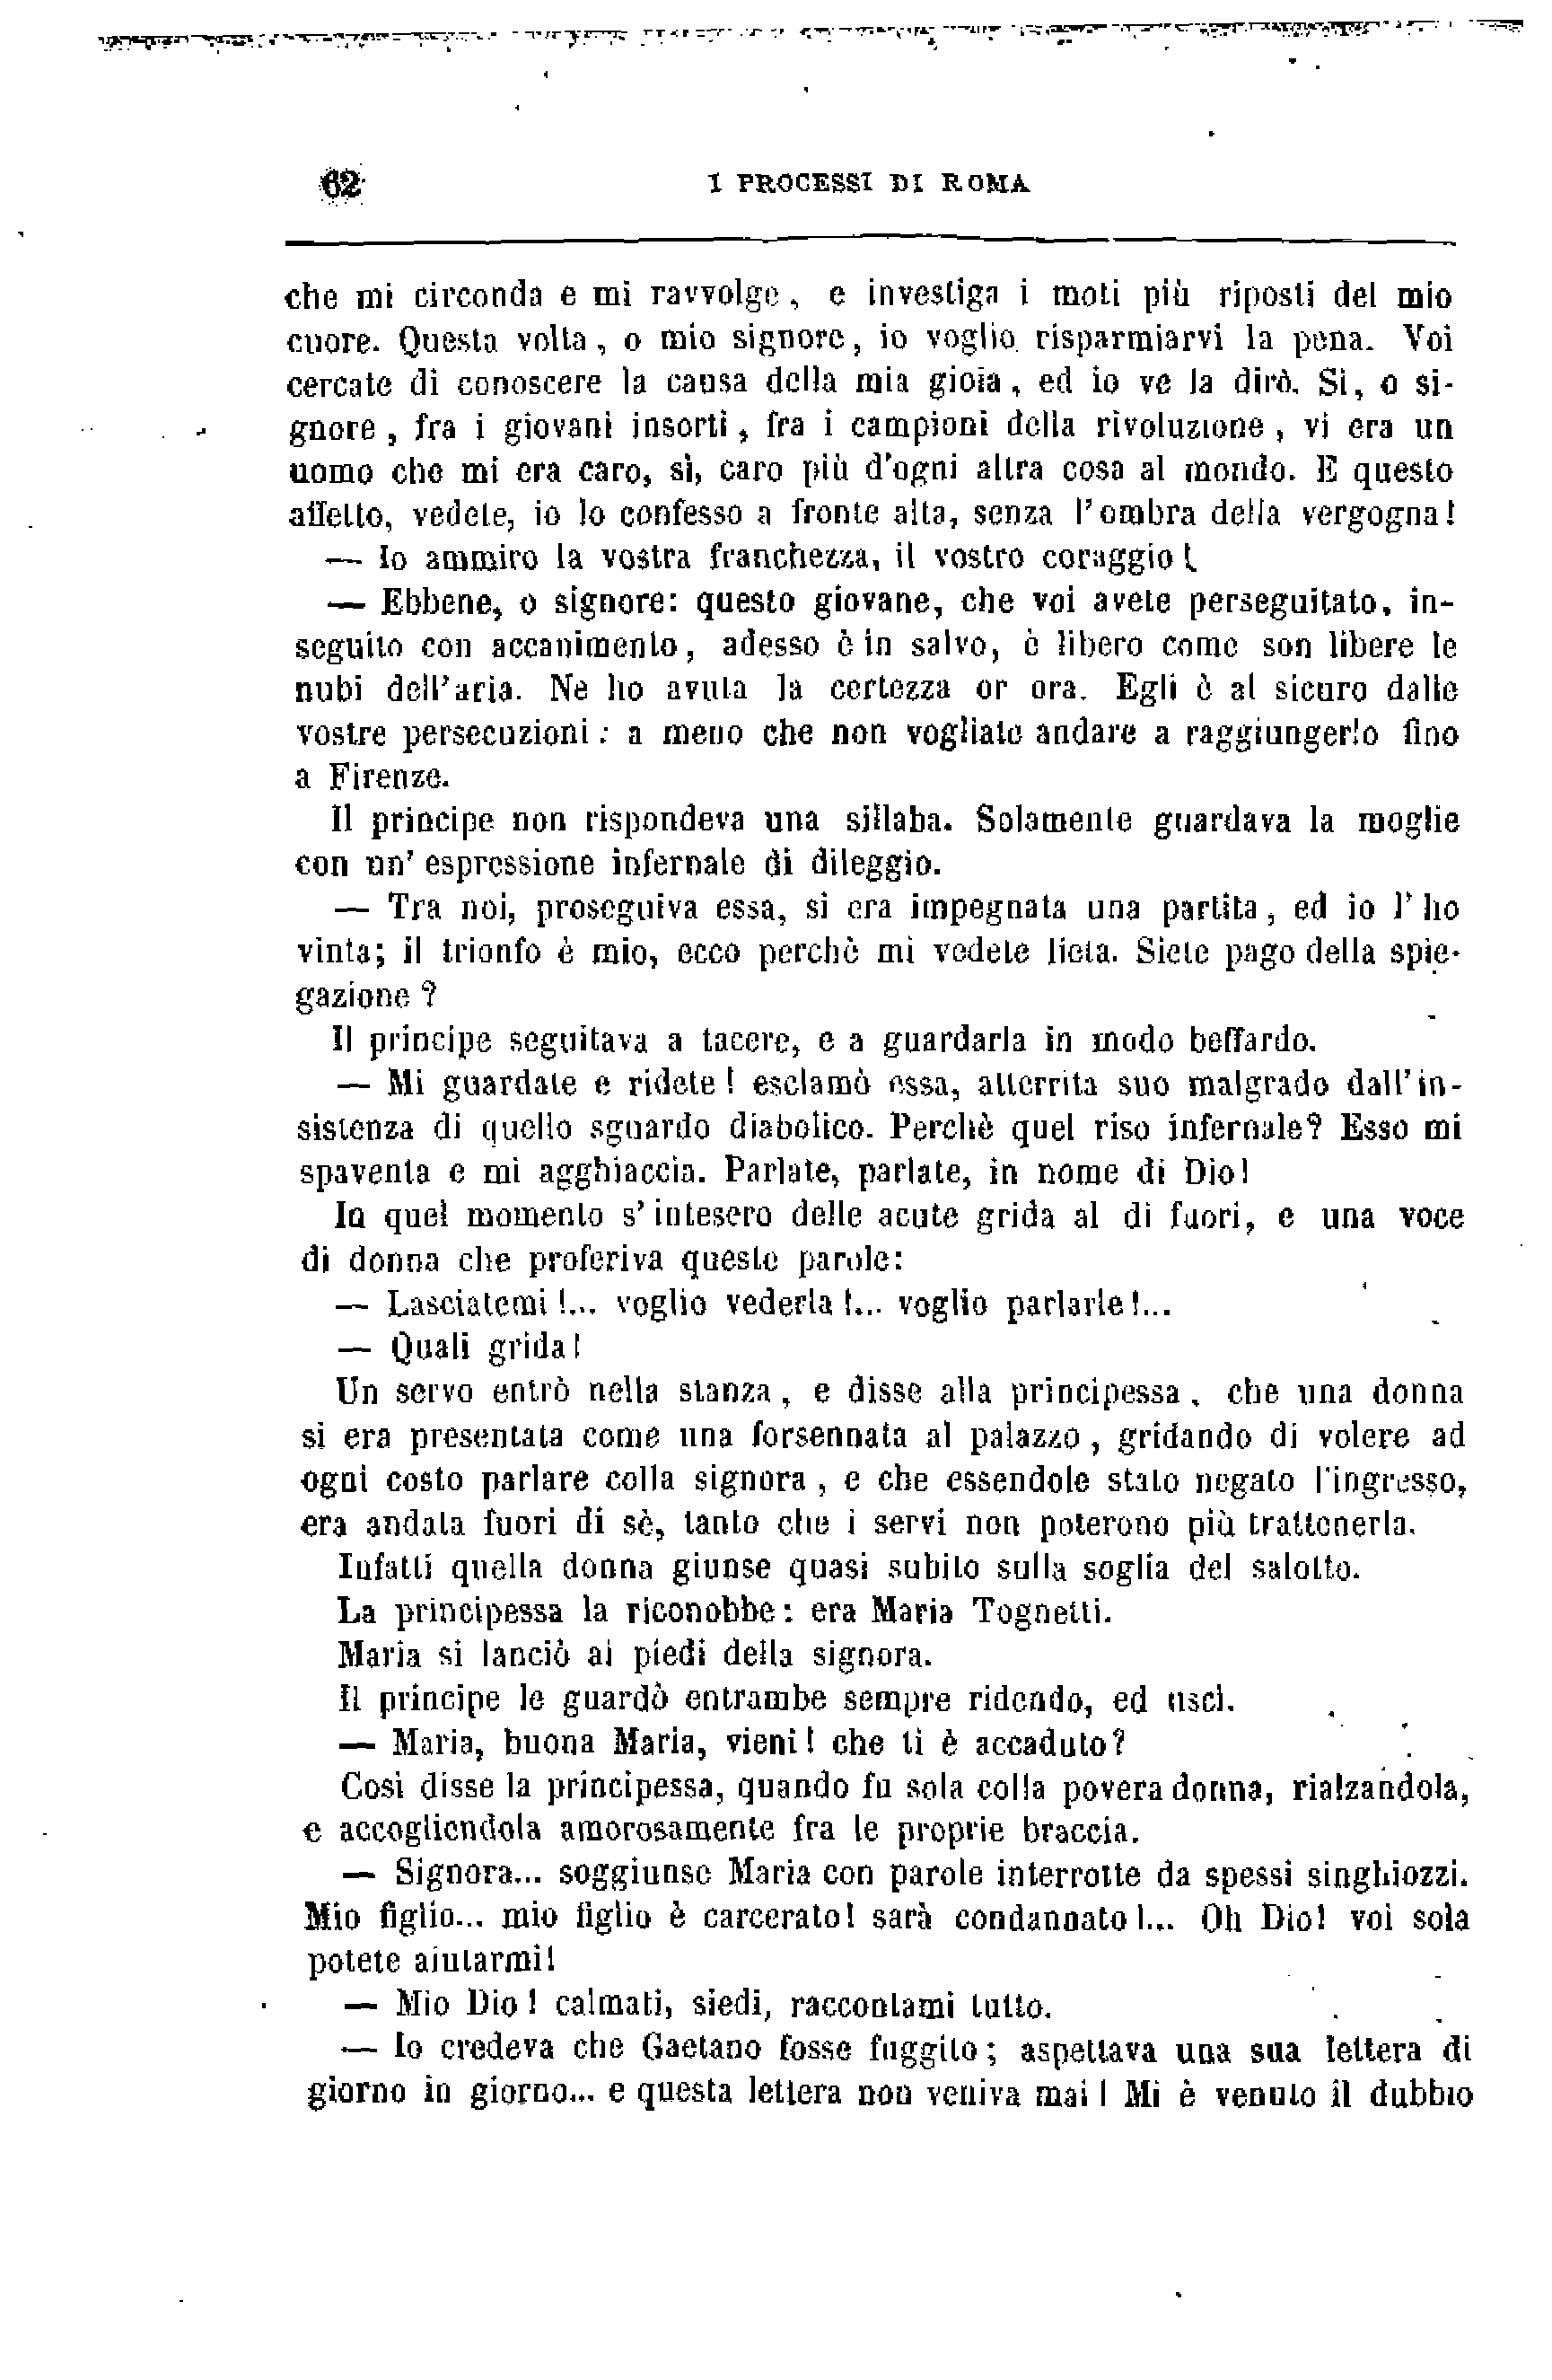 62
I PROCESSI DI ROMA
che mi circonda e mi ravvolge, e investiga i moti più riposti del mio
cuore. Questa volta, o mio signore, io voglio risparmiarvi la pena. Voi
cercate di conoscere la causa della mia gioia, ed io ve la dirò. Si, o si-
gnore, fra i giovani insorti, fra i campioni della rivoluzione, vi era un
uomo che mi era caro, sì, caro più d'ogni altra cosa al mondo. E questo
affetto, vedete, io lo confesso a fronte alta, senza l'ombra della vergogna!
— Io ammiro la vostra franchezza, il vostro coraggio!
— Ebbene, o signore: questo giovane, che voi avete perseguitato, in-
seguito con accanimento, adesso è in salvo, è libero come son libere le
nubi dell'aria. Ne ho avuta la certezza or ora. Egli è al sicuro dalle
vostre persecuzioni: a meno che non vogliate andare a raggiungerlo fino
a Firenze.
Il principe non rispondeva una sillaba. Solamente guardava la moglie
con un' espressione infernale di dileggio.
— Tra noi, proseguiva essa, si era impegnata una partita, ed io l' ho
vinta; il trionfo è mio, ecco perchè mi vedete lieta. Siete pago della spie-
gazione?
Il principe seguitava a tacere, e a guardarla in modo beffardo.
— Mi guardate e ridete! esclamò essa, atterrita suo malgrado dall'in-
sistenza di quello sguardo diabolico. Perchè quel riso infernale? Esso mi
spaventa e mi agghiaccia. Parlate, parlate, in nome di Dio!
In quel momento s' intesero delle acute grida al di fuori, e una voce
di donna che proferiva queste parole:
— Lasciatemi!... voglio vederla!... voglio parlarle!...
— Quali grida!
Un servo entrò nella stanza, e disse alla principessa, che una donna
si era presentata come una forsennata al palazzo, gridando di volere ad
ogni costo parlare colla signora, e che essendole stato negato l'ingresso,
era andata fuori di sè, tanto che i servi non poterono più trattenerla.
Infatti quella donna giunse quasi subito sulla soglia del salotto.
La principessa la riconobbe: era Maria Tognetti.
Maria si lanciò ai piedi della signora.
Il principe le guardò entrambe sempre ridendo, ed uscì.
— Maria, buona Maria, vieni! che ti è accaduto?
Così disse la principessa, quando fu sola colla povera donna, rialzandola,
e accogliendola amorosamente fra le proprie braccia.
— Signora... soggiunse Maria con parole interrotte da spessi singhiozzi.
Mio figlio... mio figlio è carcerato! sarà condannato!... Oh Dio! voi sola
potete aiutarmi!
— Mio Dio! calmati, siedi, raccontami tutto.
— Io credeva che Gaetano fosse fuggito; aspettava una sua lettera di
giorno in giorno... e questa lettera non veniva mai! Mi è venuto il dubbio